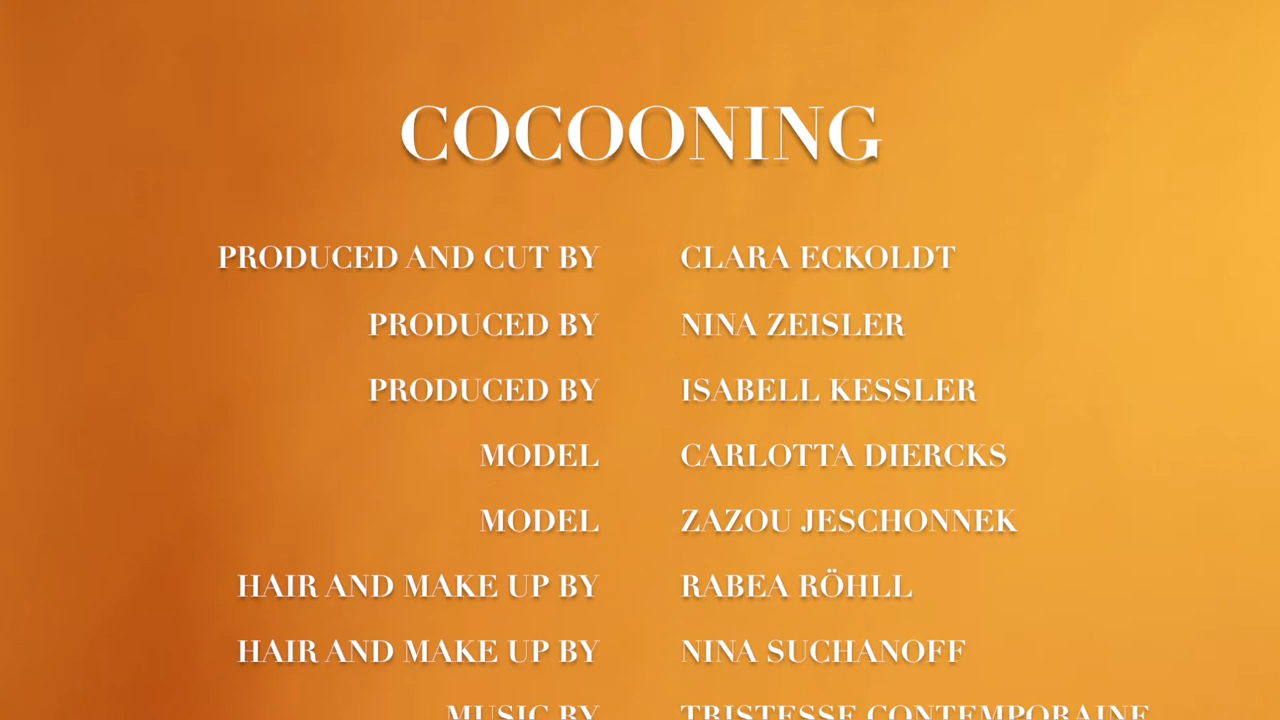 COCOONING
PRODUCED AND CUT BY CLARA ECKOLDT
PRODUCED BY NINA ZEISLER
PRODUCED BY ISABELL KESSLER
MODEL CARLOTTA DIERCKS
MODEL ZAZOU JESCHONNEK
HAIR AND MAKE UP BY RABEA RÖHLL
HAIR AND MAKE UP BY NINA SUCHANOFF
MUSIC BY TRISTESSE CONTEMPORAINE